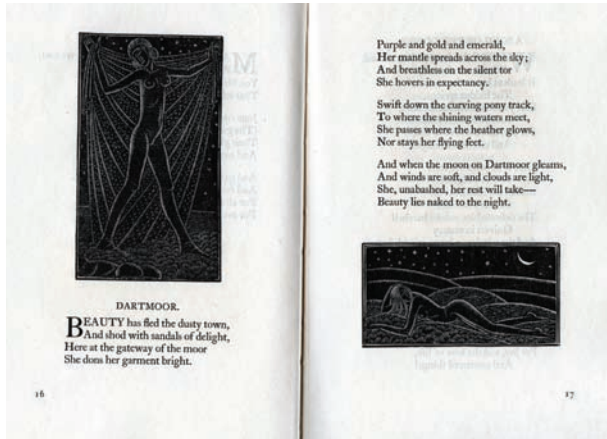 DARTMOOR.
BEAUTY has fled the dusty town,
And shod with sandals of delight,
Here at the gateway of the moor
She dons her garment bright.
16
Purple and gold and emerald,
Her mantle spreads across the sky;
And breathless on the silent tor
She hovers in expectancy.
Swift down the curving pony track,
To where the shining waters meet,
She passes where the heather glows,
Nor stays her flying feet.
And when the moon on Dartmoor gleams,
And winds are soft, and clouds are light,
She, unabashed, her rest will take—
Beauty lies naked to the night.
17